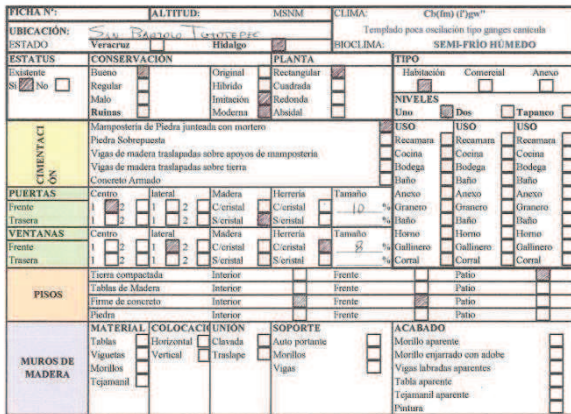 FICHA Nº: ALTITUD: MSNM CLIMA: Cb(fm) (i')gw"
UBICACIÓN: San Bartolo Tutotepec Templado poca oscilación tipo ganges canícula
ESTADO Veracruz Hidalgo BIOCLIMA: SEMI-FRÍO HÚMEDO
ESTATUS CONSERVACIÓN PLANTA TIPO
Existente Bueno Original Rectangular Habitación Comercial Anexo
Si No Regular Híbrido Cuadrada
Malo Imitación Redonda NIVELES
Ruinas Moderna Absidal Uno Dos Tapanco
CIMENTACIÓN Mampostería de Piedra junteada con mortero USO USO USO
Piedra Sobrepuesta Recamara Recamara Recamara
Vigas de madera traslapadas sobre apoyos de mampostería Cocina Cocina Cocina
Vigas de madera traslapadas sobre tierra Bodega Bodega Bodega
Concreto Armado Baño Baño Baño
PUERTAS Centro lateral Madera Herrería Tamaño Anexo Anexo Anexo
Frente 1 2 1 2 C/cristal C/cristal 10 % Granero Granero Granero
Trasera 1 2 1 2 S/cristal S/cristal % Baño Baño Baño
VENTANAS Centro lateral Madera Herrería Tamaño Horno Horno Horno
Frente 1 2 1 2 C/cristal C/cristal 8 % Gallinero Gallinero Gallinero
Trasera 1 2 1 2 S/cristal S/cristal % Corral Corral Corral
PISOS Tierra compactada Interior Frente Patio
Tablas de Madera Interior Frente Patio
Firme de concreto Interior Frente Patio
Piedra Interior Frente Patio
MUROS DE MADERA MATERIAL COLOCACI UNIÓN SOPORTE ACABADO
Tablas Horizontal Clavada Auto portante Morillo aparente
Viguetas Vertical Traslape Morillos Morillo enjarrado con adobe
Morillos Vigas Vigas labradas aparentes
Tejamanil Tabla aparente
Tejamanil aparente
Pintura